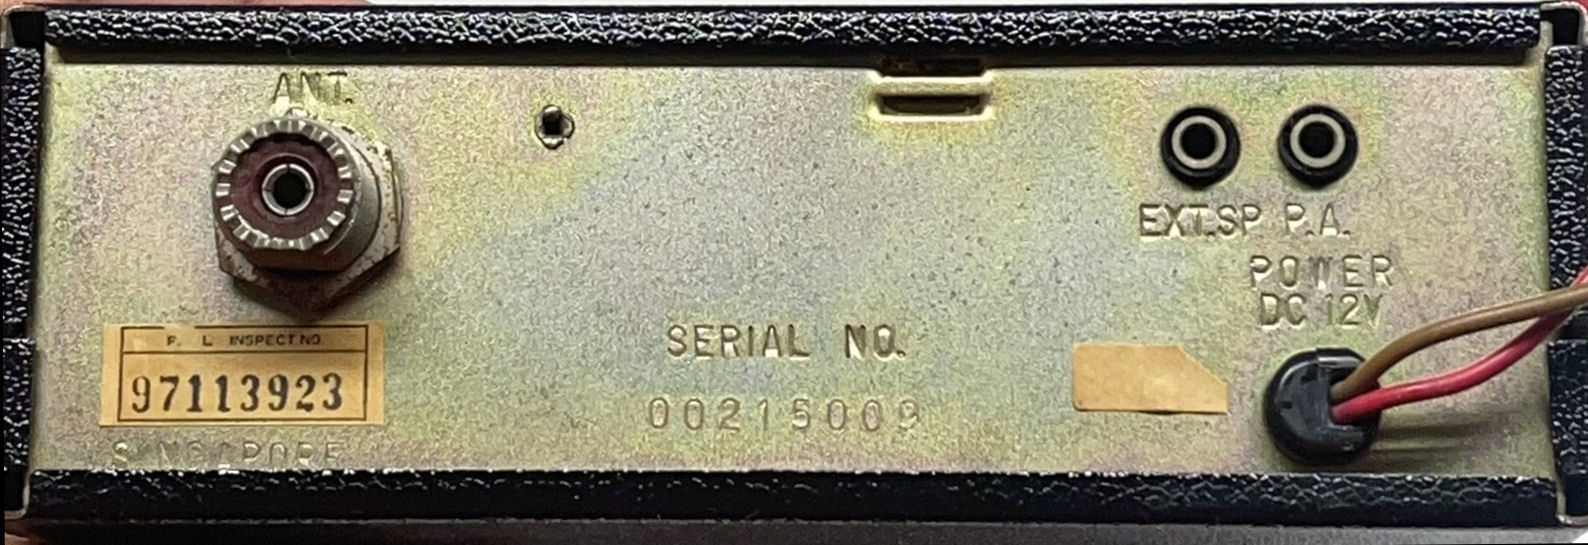 ANT.
EXT.SP. P.A.
POWER
DC 12V
INSPECT.NO.
97113923
SERIAL NO.
00215009
SINGAPORE